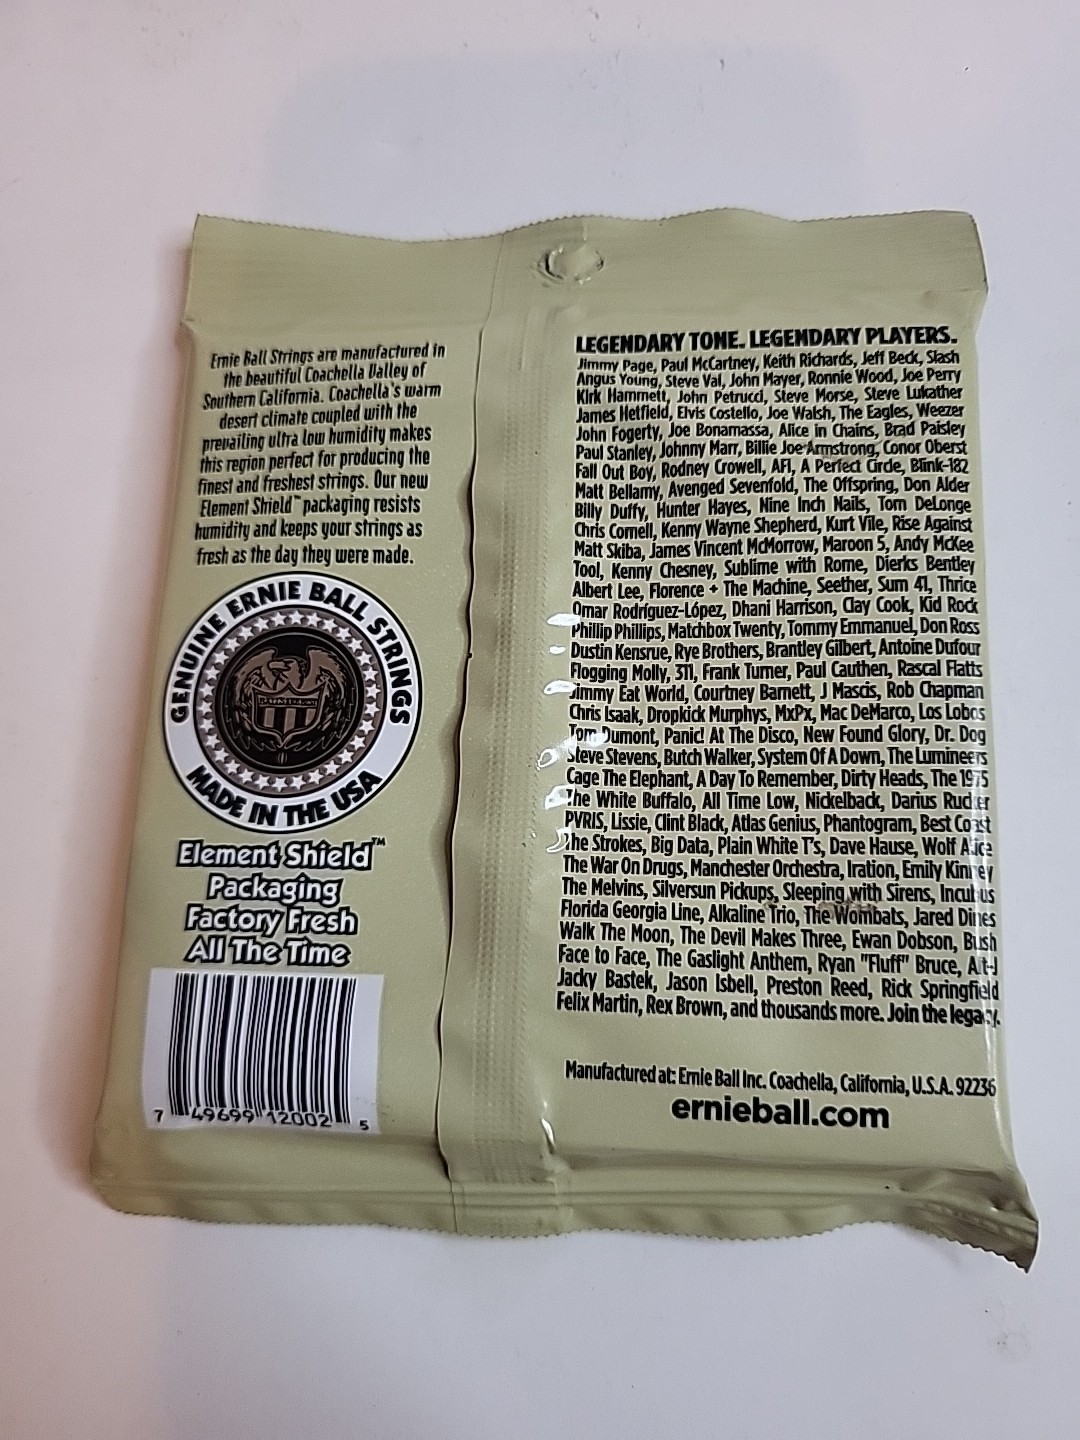 Ernie Ball Strings are manufactured in
the beautiful Coachella Valley of
Southern California. Coachella's warm
desert climate coupled with the
prevailing ultra low humidity makes
this region perfect for producing the
finest and freshest strings. Our new
Element Shield™ packaging resists
humidity and keeps your strings as
fresh as the day they were made.
GENUINE ERNIE BALL STRINGS
MADE IN THE USA
Element Shield™
Packaging
Factory Fresh
All The Time
7 49699 12002 5
LEGENDARY TONE. LEGENDARY PLAYERS.
Jimmy Page, Paul McCartney, Keith Richards, Jeff Beck, Slash
Angus Young, Steve Vai, John Mayer, Ronnie Wood, Joe Perry
Kirk Hammett, John Petrucci, Steve Morse, Steve Lukather
James Hetfield, Elvis Costello, Joe Walsh, The Eagles, Weezer
John Fogerty, Joe Bonamassa, Alice in Chains, Brad Paisley
Paul Stanley, Johnny Marr, Billie Joe Armstrong, Conor Oberst
Fall Out Boy, Rodney Crowell, AFI, A Perfect Circle, Blink-182
Matt Bellamy, Avenged Sevenfold, The Offspring, Don Alder
Billy Duffy, Hunter Hayes, Nine Inch Nails, Tom DeLonge
Chris Cornell, Kenny Wayne Shepherd, Kurt Vile, Rise Against
Matt Skiba, James Vincent McMorrow, Maroon 5, Andy McKee
Tool, Kenny Chesney, Sublime with Rome, Dierks Bentley
Albert Lee, Florence + The Machine, Seether, Sum 41, Thrice
Omar Rodríguez-López, Dhani Harrison, Clay Cook, Kid Rock
Phillip Phillips, Matchbox Twenty, Tommy Emmanuel, Don Ross
Dustin Kensrue, Rye Brothers, Brantley Gilbert, Antoine Dufour
Flogging Molly, 311, Frank Turner, Paul Cauthen, Rascal Flatts
Jimmy Eat World, Courtney Barnett, J Mascis, Rob Chapman
Chris Isaak, Dropkick Murphys, MxPx, Mac DeMarco, Los Lobos
Tom Dumont, Panic! At The Disco, New Found Glory, Dr. Dog
Steve Stevens, Butch Walker, System Of A Down, The Lumineers
Cage The Elephant, A Day To Remember, Dirty Heads, The 1975
The White Buffalo, All Time Low, Nickelback, Darius Rucker
PVRIS, Lissie, Clint Black, Atlas Genius, Phantogram, Best Coast
The Strokes, Big Data, Plain White T's, Dave Hause, Wolf Alice
The War On Drugs, Manchester Orchestra, Iration, Emily Kinney
The Melvins, Silversun Pickups, Sleeping with Sirens, Incubus
Florida Georgia Line, Alkaline Trio, The Wombats, Jared Dines
Walk The Moon, The Devil Makes Three, Ewan Dobson, Bush
Face to Face, The Gaslight Anthem, Ryan "Fluff" Bruce, Alt-J
Jacky Bastek, Jason Isbell, Preston Reed, Rick Springfield
Felix Martin, Rex Brown, and thousands more. Join the legacy.
Manufactured at: Ernie Ball Inc. Coachella, California, U.S.A. 92236
ernieball.com